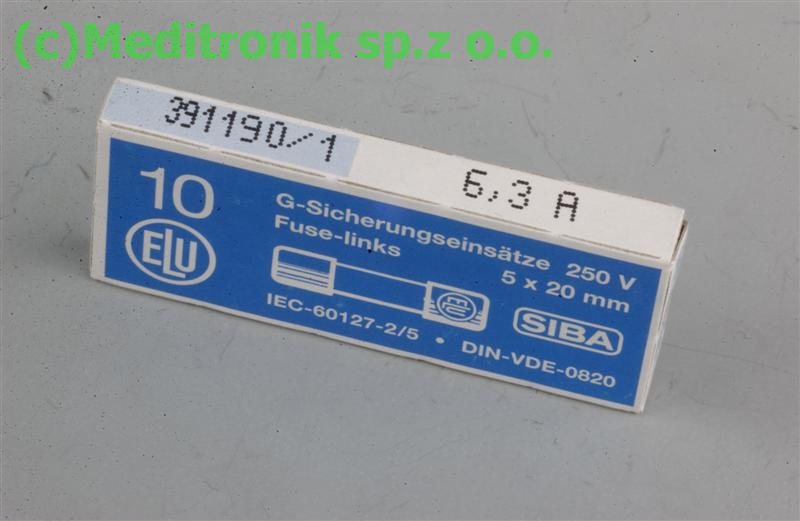 (c)Meditronik sp.z o.o.
391190/1
6,3 A
10
ELU
G-Sicherungseinsätze 250 V
Fuse-links 5 x 20 mm
IEC-60127-2/5 • DIN-VDE-0820
SIBA